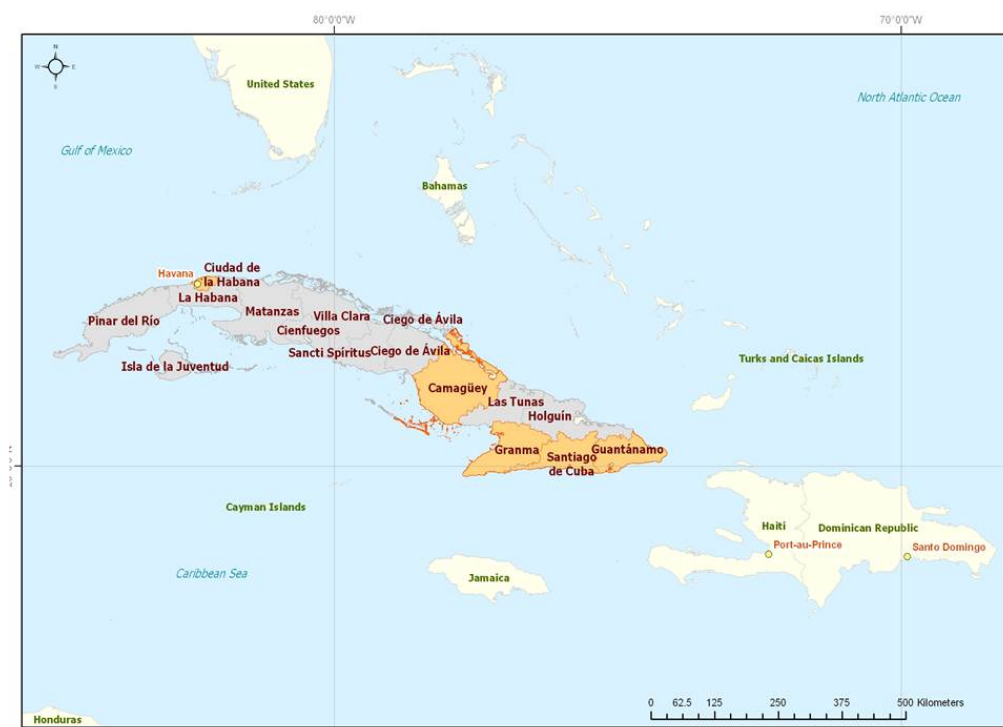 80°0'0"W
70°0'0"W
N
W
E
S
United States
North Atlantic Ocean
Gulf of Mexico
Bahamas
Havana
Ciudad de
la Habana
La Habana
Matanzas
Villa Clara
Ciego de Ávila
Pinar del Río
Cienfuegos
Sancti Spíritus
Ciego de Ávila
Isla de la Juventud
Turks and Caicas Islands
Camagüey
Las Tunas
Holguín
Granma
Santiago
de Cuba
Guantánamo
Cayman Islands
Haiti
Dominican Republic
Port-au-Prince
Santo Domingo
Caribbean Sea
Jamaica
0 62.5 125 250 375 500 Kilometers
Honduras